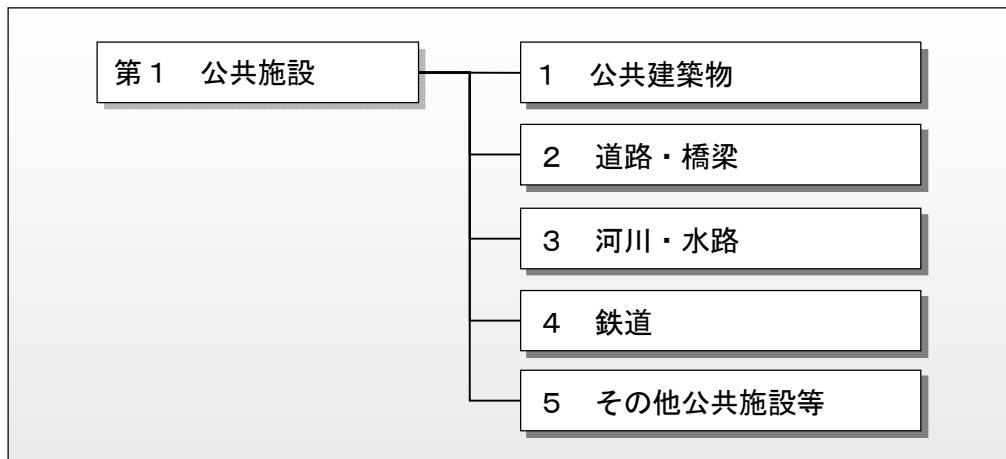 第１　公共施設
１　公共建築物
２　道路・橋梁
３　河川・水路
４　鉄道
５　その他公共施設等